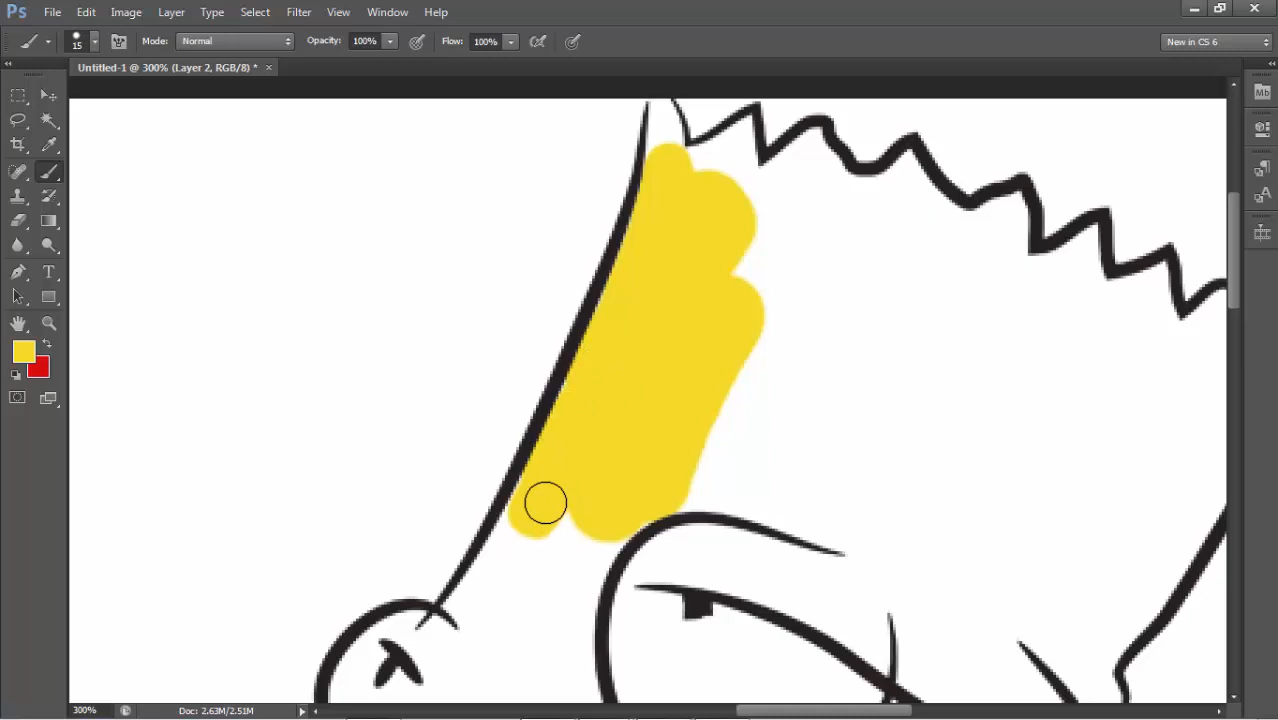 Ps File Edit Image Layer Type Select Filter View Window Help
15 Mode: Normal Opacity: 100% Flow: 100% New in CS 6
Untitled-1 @ 300% (Layer 2, RGB/8) * ×
Mb
T
A
300% Doc: 2.63M/2.51M